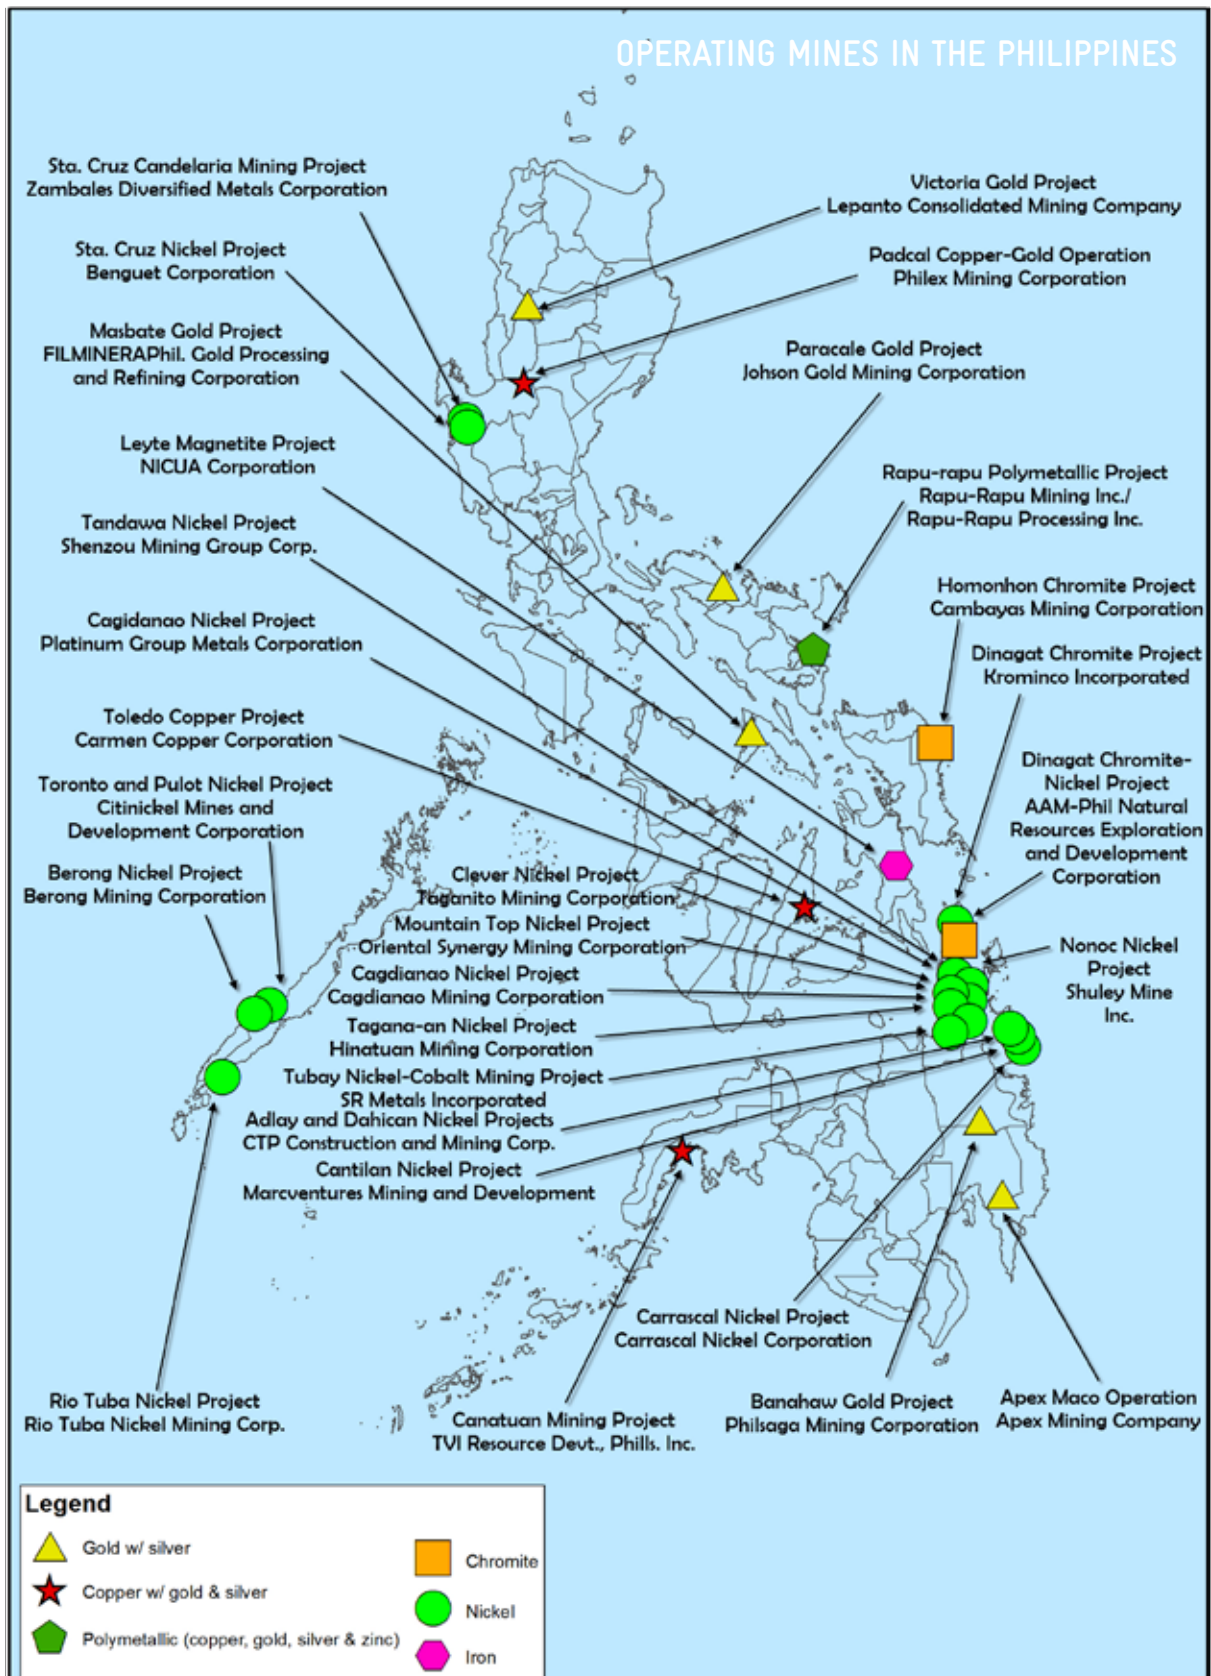 OPERATING MINES IN THE PHILIPPINES
Sta. Cruz Candelaria Mining Project
Zambales Diversified Metals Corporation
Sta. Cruz Nickel Project
Benguet Corporation
Masbate Gold Project
FILMINERAPhil. Gold Processing
and Refining Corporation
Leyte Magnetite Project
NICUA Corporation
Tandawa Nickel Project
Shenzou Mining Group Corp.
Cagidanao Nickel Project
Platinum Group Metals Corporation
Toledo Copper Project
Carmen Copper Corporation
Toronto and Pulot Nickel Project
Citinickel Mines and
Development Corporation
Berong Nickel Project
Berong Mining Corporation
Victoria Gold Project
Lepanto Consolidated Mining Company
Padcal Copper-Gold Operation
Philex Mining Corporation
Paracale Gold Project
Johson Gold Mining Corporation
Rapu-rapu Polymetallic Project
Rapu-Rapu Mining Inc./
Rapu-Rapu Processing Inc.
Homonhon Chromite Project
Cambayas Mining Corporation
Dinagat Chromite Project
Krominco Incorporated
Dinagat Chromite-
Nickel Project
AAM-Phil Natural
Resources Exploration
and Development
Corporation
Nonoc Nickel
Project
Shuley Mine
Inc.
Clever Nickel Project
Taganito Mining Corporation
Mountain Top Nickel Project
Oriental Synergy Mining Corporation
Cagdianao Nickel Project
Cagdianao Mining Corporation
Tagana-an Nickel Project
Hinatuan Mining Corporation
Tubay Nickel-Cobalt Mining Project
SR Metals Incorporated
Adlay and Dahican Nickel Projects
CTP Construction and Mining Corp.
Cantilan Nickel Project
Marcventures Mining and Development
Carrascal Nickel Project
Carrascal Nickel Corporation
Rio Tuba Nickel Project
Rio Tuba Nickel Mining Corp.
Canatuan Mining Project
TVI Resource Devt., Phills. Inc.
Banahaw Gold Project
Philsaga Mining Corporation
Apex Maco Operation
Apex Mining Company
Legend
Gold w/ silver
Copper w/ gold & silver
Polymetallic (copper, gold, silver & zinc)
Chromite
Nickel
Iron